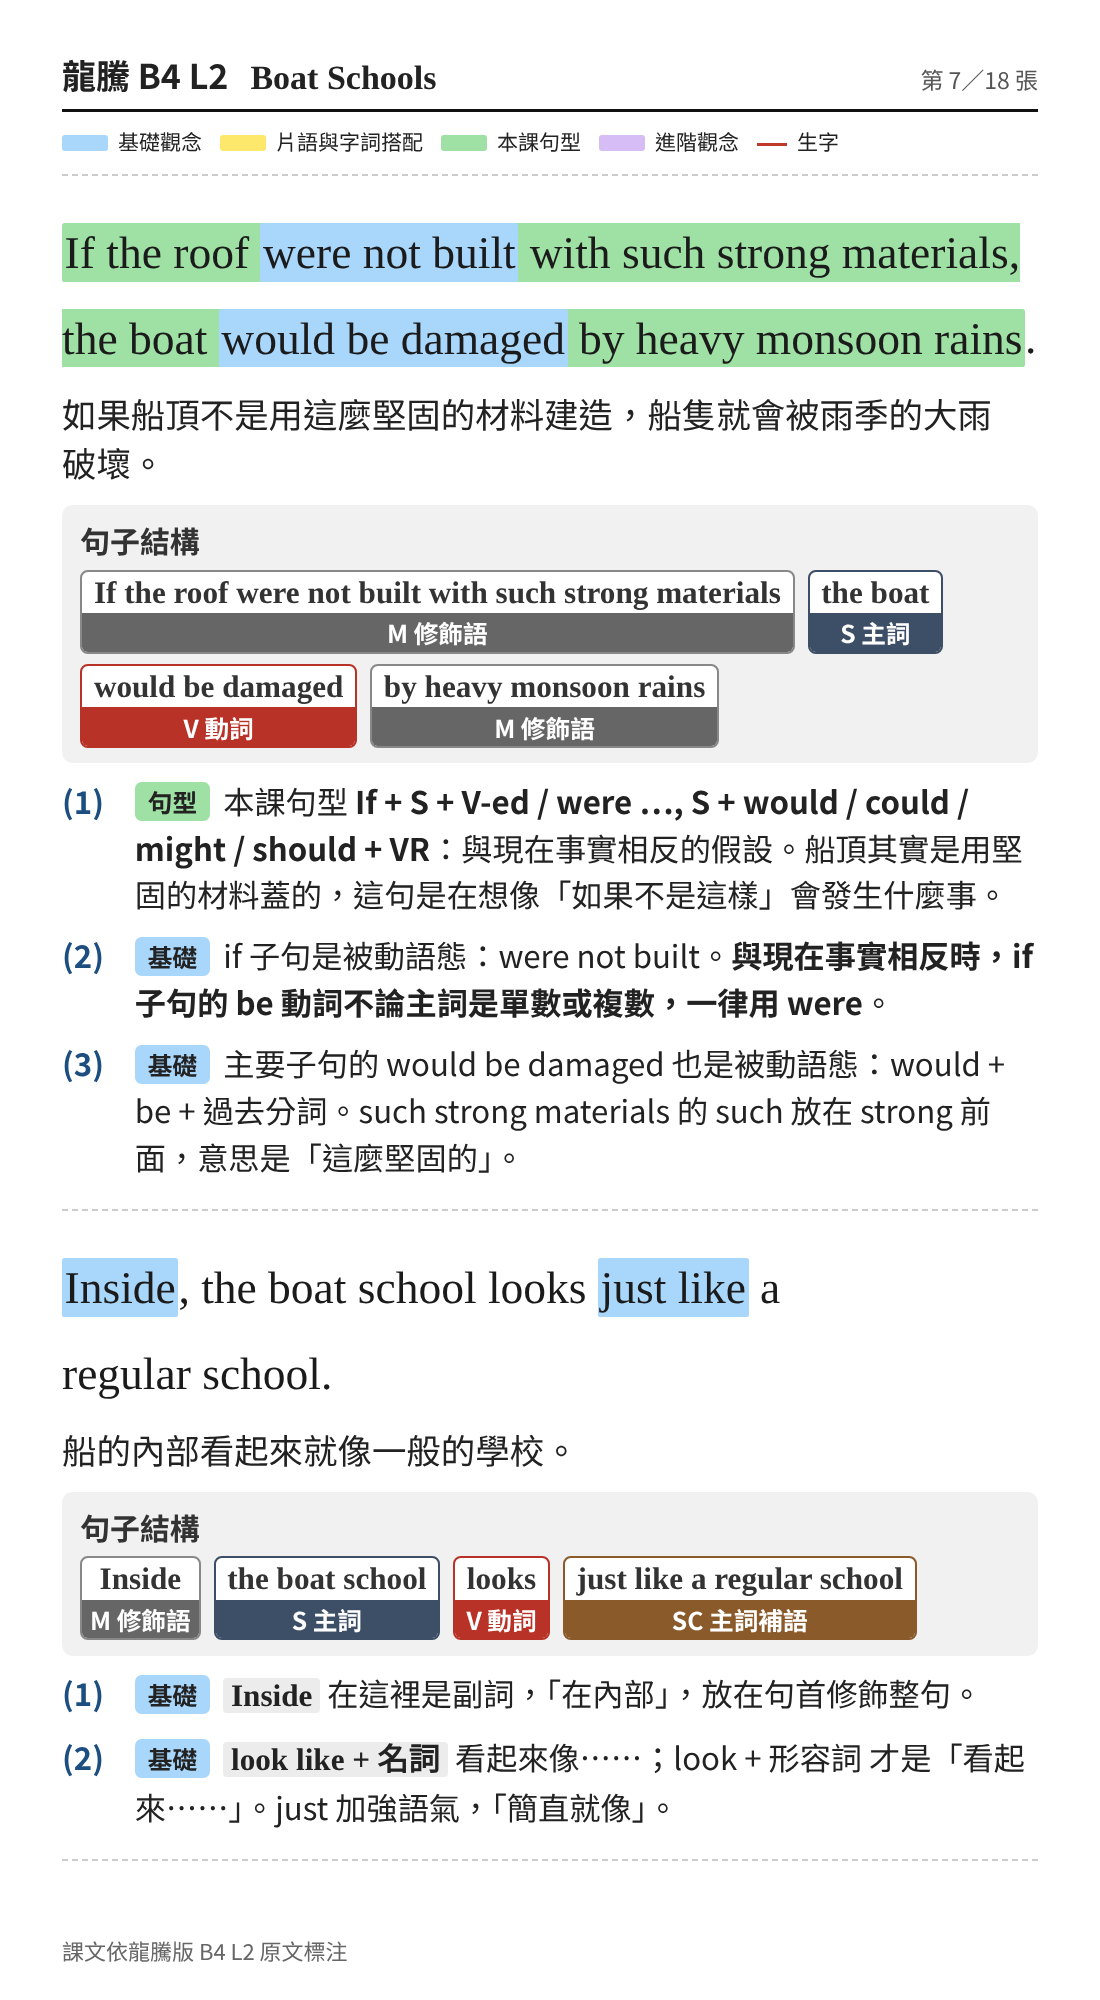 龍騰 B4 L2 Boat Schools
第 7／18 張
基礎觀念 片語與字詞搭配 本課句型 進階觀念 生字
If the roof were not built with such strong materials,
the boat would be damaged by heavy monsoon rains.
如果船頂不是用這麼堅固的材料建造，船隻就會被雨季的大雨
破壞。
句子結構
If the roof were not built with such strong materials the boat
M 修飾語 S 主詞
would be damaged by heavy monsoon rains
V 動詞 M 修飾語
(1) 句型 本課句型 If + S + V-ed / were …, S + would / could /
might / should + VR：與現在事實相反的假設。船頂其實是用堅
固的材料蓋的，這句是在想像「如果不是這樣」會發生什麼事。
(2) 基礎 if 子句是被動語態：were not built。與現在事實相反時，if
子句的 be 動詞不論主詞是單數或複數，一律用 were。
(3) 基礎 主要子句的 would be damaged 也是被動語態：would +
be + 過去分詞。such strong materials 的 such 放在 strong 前
面，意思是「這麼堅固的」。
Inside, the boat school looks just like a
regular school.
船的內部看起來就像一般的學校。
句子結構
Inside the boat school looks just like a regular school
M 修飾語 S 主詞 V 動詞 SC 主詞補語
(1) 基礎 Inside 在這裡是副詞，「在內部」，放在句首修飾整句。
(2) 基礎 look like + 名詞 看起來像……；look + 形容詞 才是「看起
來……」。just 加強語氣，「簡直就像」。
課文依龍騰版 B4 L2 原文標注